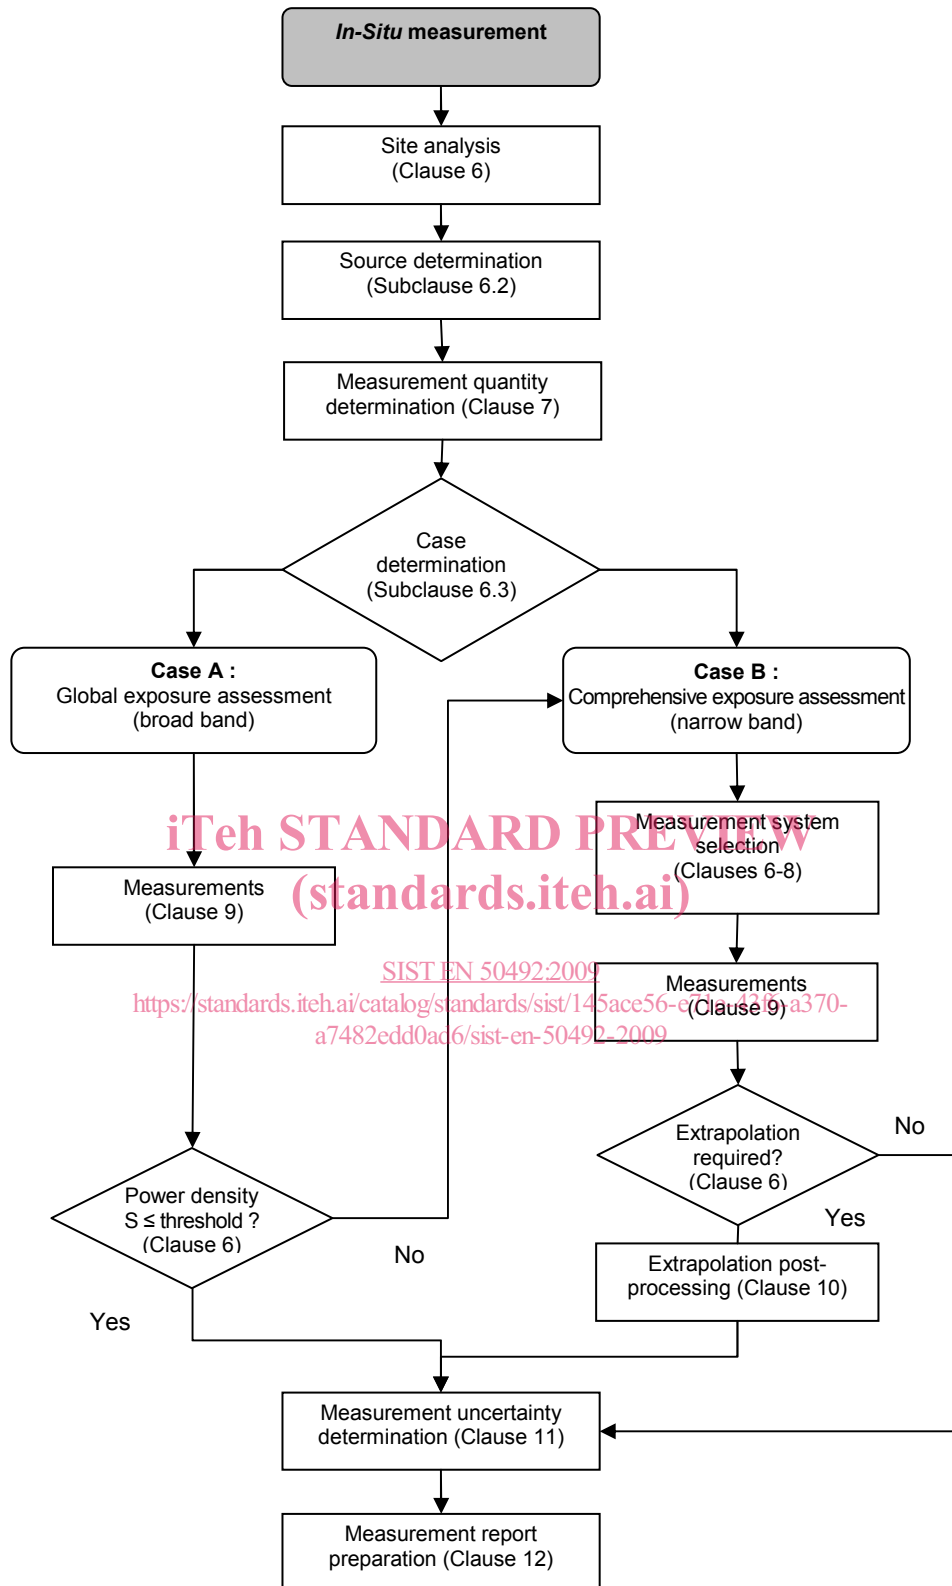 In-Situ measurement
Site analysis
(Clause 6)
Source determination
(Subclause 6.2)
Measurement quantity
determination (Clause 7)
Case
determination
(Subclause 6.3)
Case A :
Global exposure assessment
(broad band)
Case B :
Comprehensive exposure assessment
(narrow band)
iTeh STANDARD PREVIEW
(standards.iteh.ai)
Measurement system
selection
(Clauses 6-8)
Measurements
(Clause 9)
SIST EN 50492:2009
https://standards.iteh.ai/catalog/standards/sist/145ace56- a370-
a7482edd0ad6/sist-en-50492-2009
Measurements
(Clause 9)
Extrapolation
required?
(Clause 6)
No
Yes
Power density
S ≤ threshold ?
(Clause 6)
No
Yes
Extrapolation post-
processing (Clause 10)
Measurement uncertainty
determination (Clause 11)
Measurement report
preparation (Clause 12)